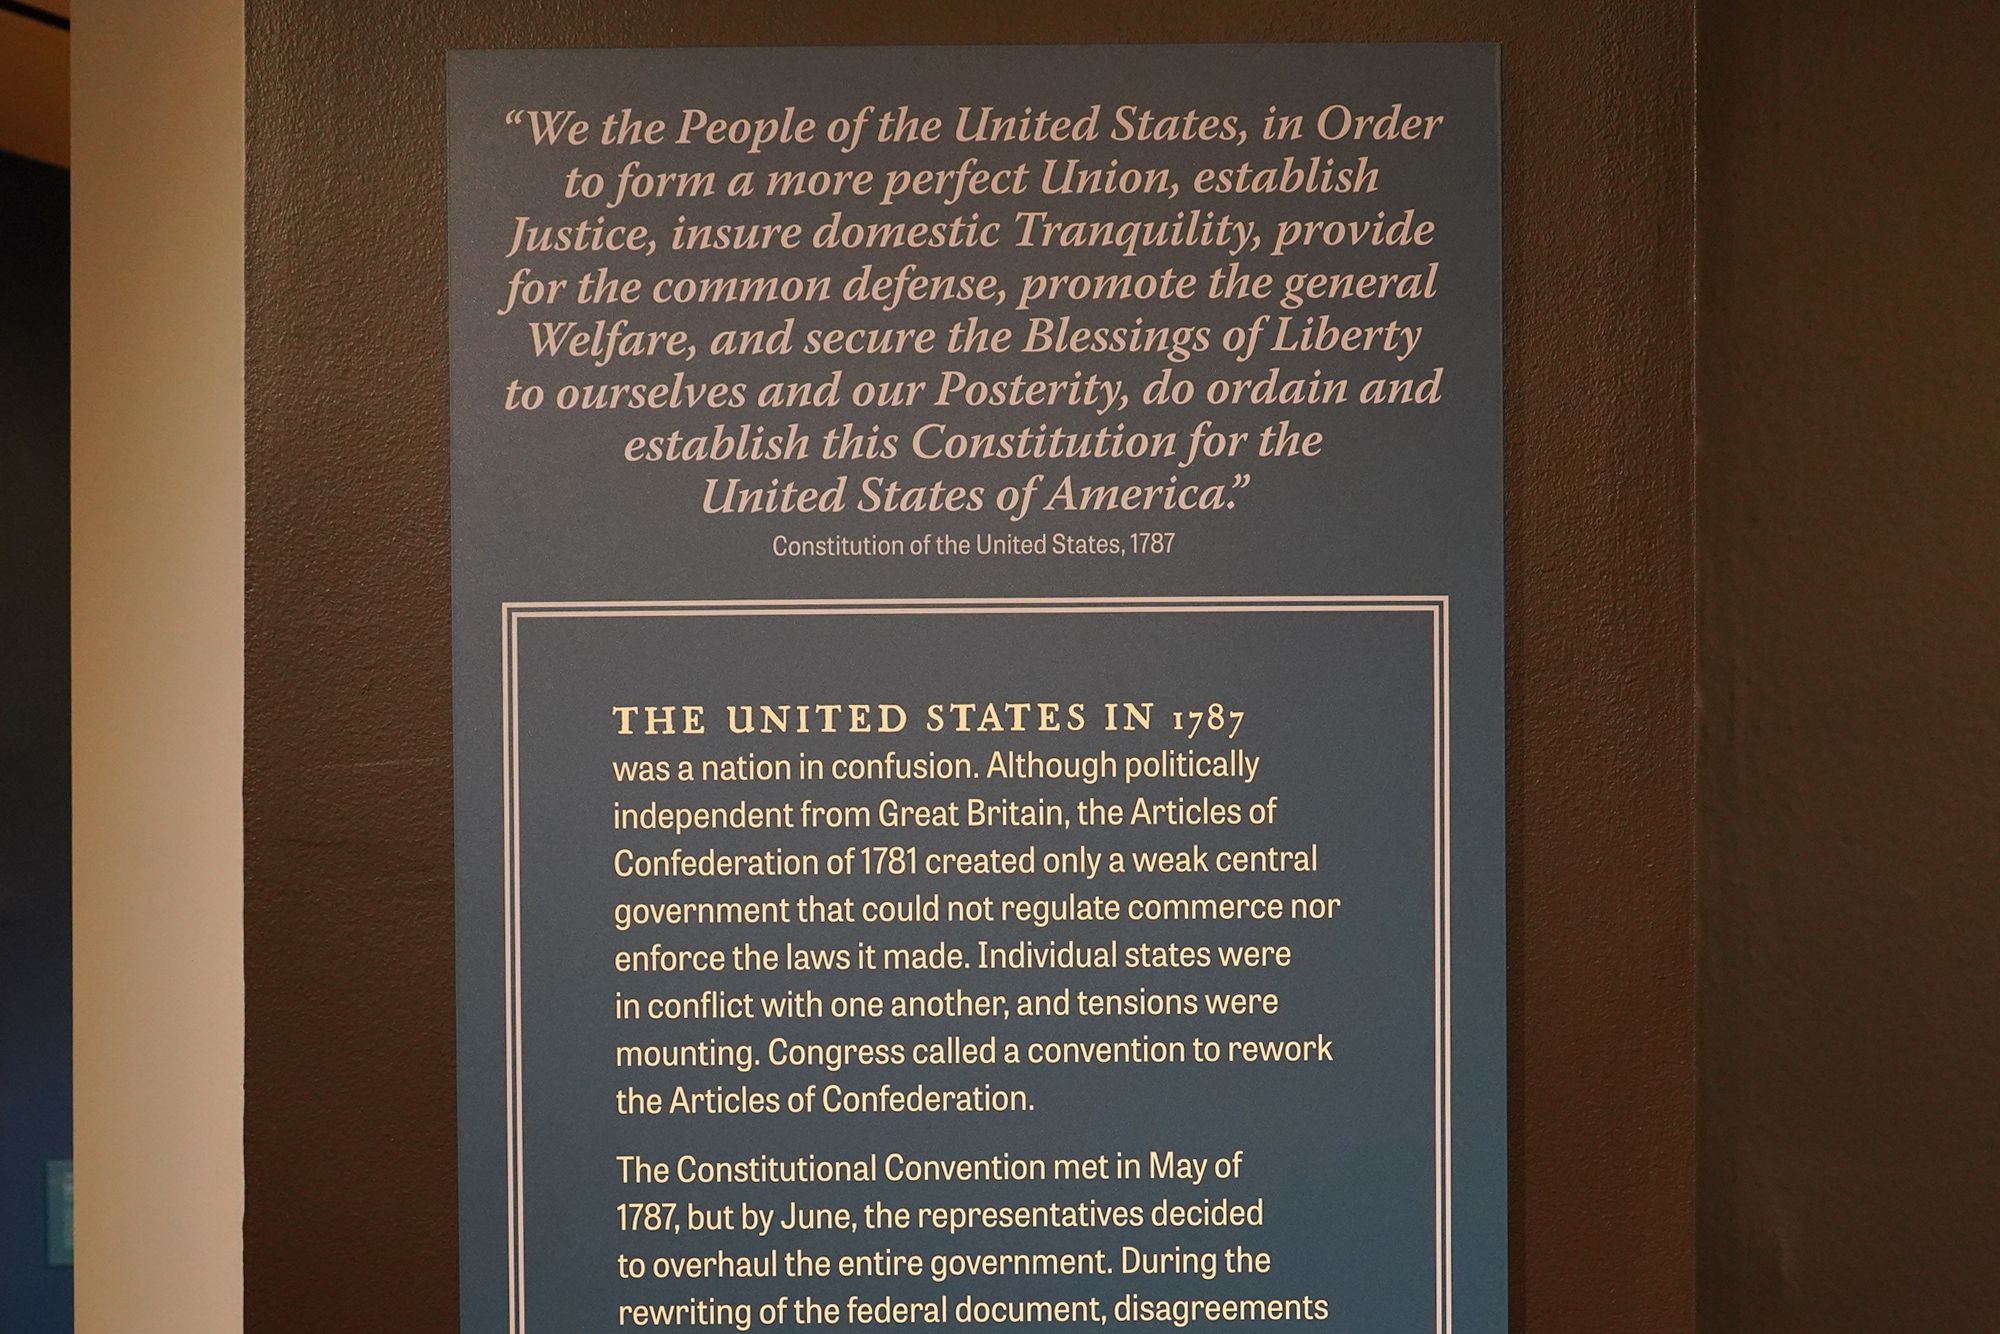 “We the People of the United States, in Order
to form a more perfect Union, establish
Justice, insure domestic Tranquility, provide
for the common defense, promote the general
Welfare, and secure the Blessings of Liberty
to ourselves and our Posterity, do ordain and
establish this Constitution for the
United States of America.”
Constitution of the United States, 1787
THE UNITED STATES IN 1787
was a nation in confusion. Although politically
independent from Great Britain, the Articles of
Confederation of 1781 created only a weak central
government that could not regulate commerce nor
enforce the laws it made. Individual states were
in conflict with one another, and tensions were
mounting. Congress called a convention to rework
the Articles of Confederation.
The Constitutional Convention met in May of
1787, but by June, the representatives decided
to overhaul the entire government. During the
rewriting of the federal document, disagreements